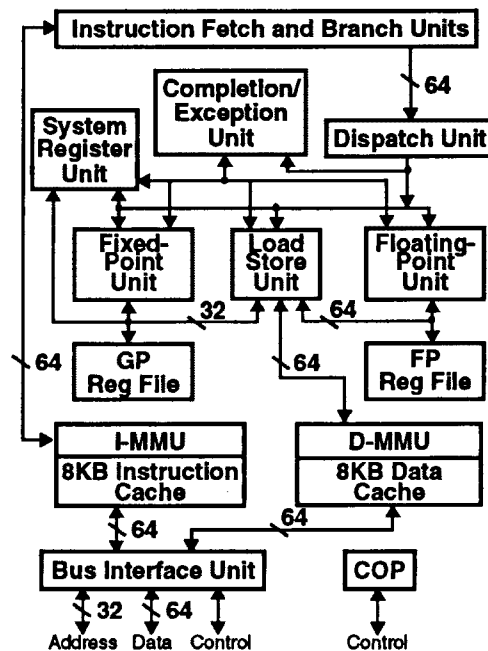 Instruction Fetch and Branch Units
64
Completion/
Exception
Unit
System
Register
Unit
Dispatch Unit
Fixed-
Point
Unit
Load
Store
Unit
Floating-
Point
Unit
32
64
64
64
GP
Reg File
FP
Reg File
I-MMU
8KB Instruction
Cache
D-MMU
8KB Data
Cache
64
64
Bus Interface Unit
COP
32
64
Address
Data
Control
Control